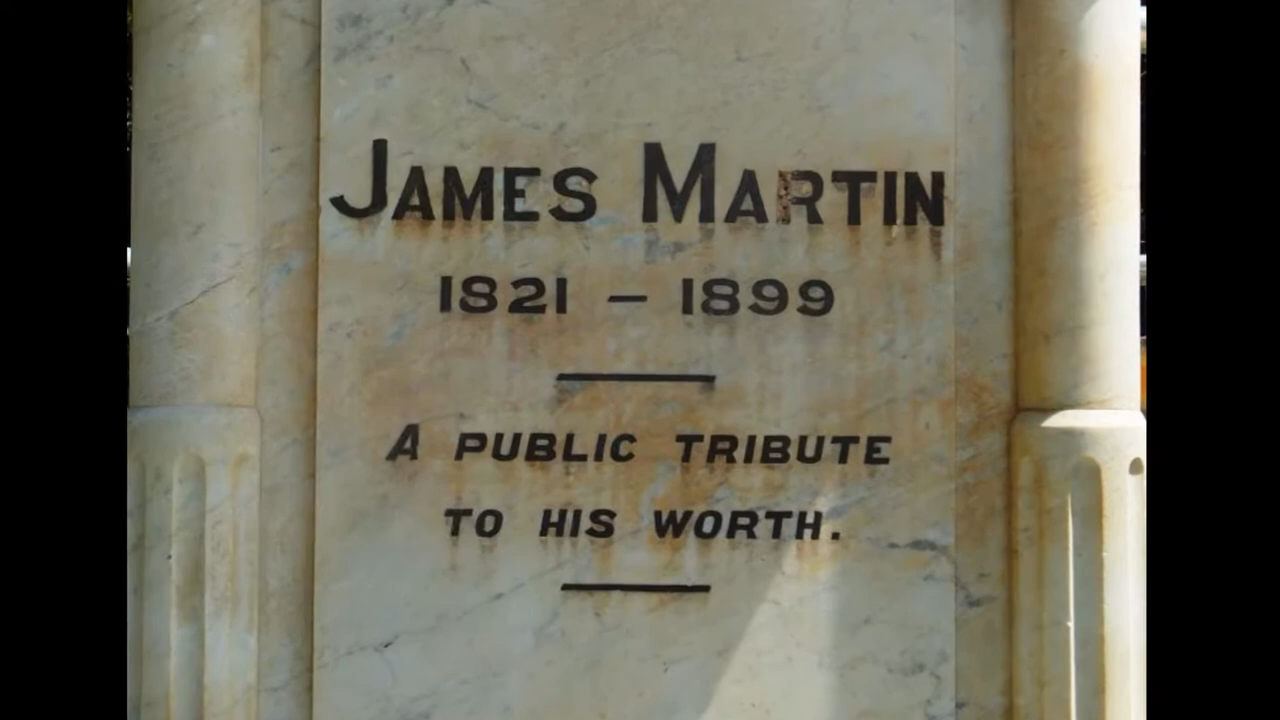 JAMES MARTIN
1821 – 1899
A PUBLIC TRIBUTE
TO HIS WORTH.